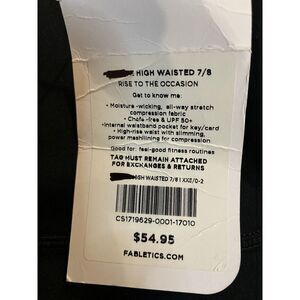 HIGH WAISTED 7/8
RISE TO THE OCCASION
Get to know me:
• Moisture -wicking, all-way stretch
compression fabric
• Chafe -free & UPF 50+
•Internal waistband pocket for key/card
• High-rise waist with slimming,
power meshlining for compression
Good for: feel-good fitness routines
TAG MUST REMAIN ATTACHED
FOR EXCHANGES & RETURNS
HIGH WAISTED 7/8 I XXS/0-2
CS1719629-0001-17010
$54.95
FABLETICS.COM